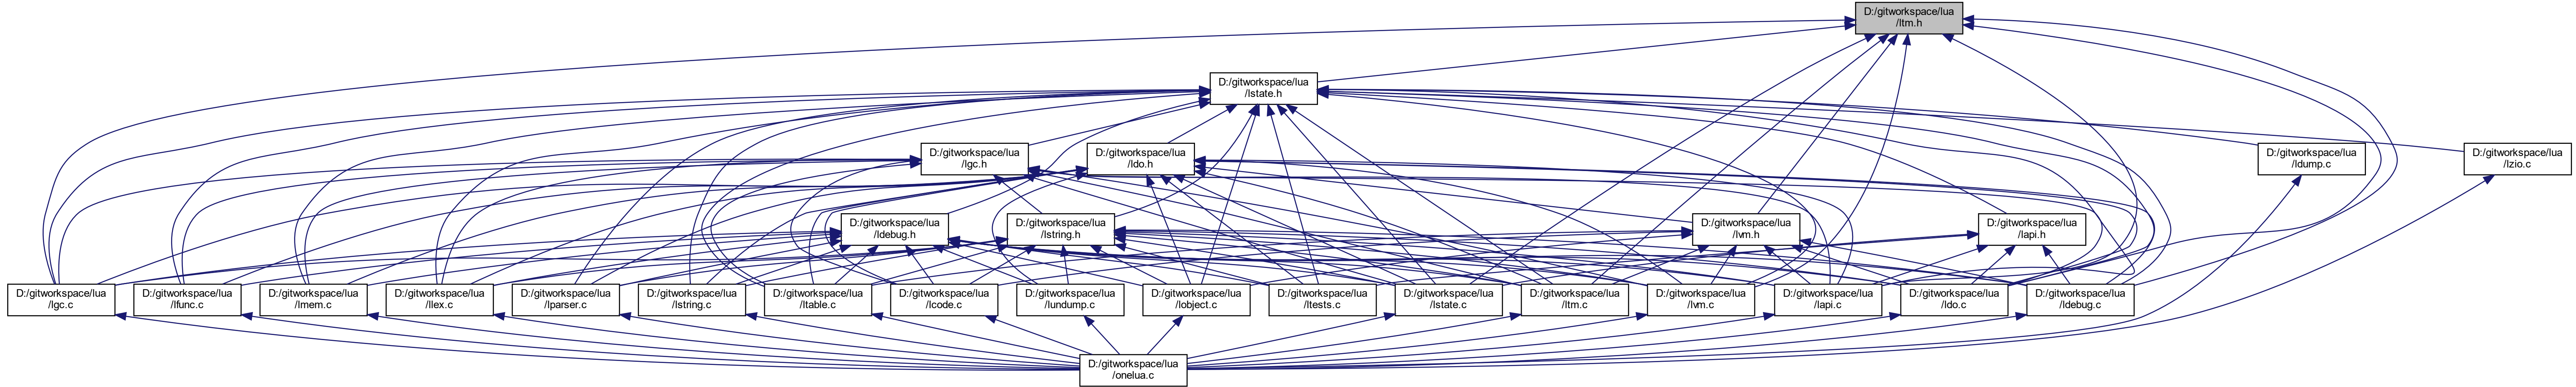 D:/gitworkspace/lua
/ltm.h
D:/gitworkspace/lua
/lstate.h
D:/gitworkspace/lua
/lgc.h
D:/gitworkspace/lua
/ldo.h
D:/gitworkspace/lua
/ldump.c
D:/gitworkspace/lua
/lzio.c
D:/gitworkspace/lua
/ldebug.h
D:/gitworkspace/lua
/lstring.h
D:/gitworkspace/lua
/lvm.h
D:/gitworkspace/lua
/lapi.h
D:/gitworkspace/lua
/lgc.c
D:/gitworkspace/lua
/lfunc.c
D:/gitworkspace/lua
/lmem.c
D:/gitworkspace/lua
/llex.c
D:/gitworkspace/lua
/lparser.c
D:/gitworkspace/lua
/lstring.c
D:/gitworkspace/lua
/ltable.c
D:/gitworkspace/lua
/lcode.c
D:/gitworkspace/lua
/lundump.c
D:/gitworkspace/lua
/lobject.c
D:/gitworkspace/lua
/ltests.c
D:/gitworkspace/lua
/lstate.c
D:/gitworkspace/lua
/ltm.c
D:/gitworkspace/lua
/lvm.c
D:/gitworkspace/lua
/lapi.c
D:/gitworkspace/lua
/ldo.c
D:/gitworkspace/lua
/ldebug.c
D:/gitworkspace/lua
/onelua.c